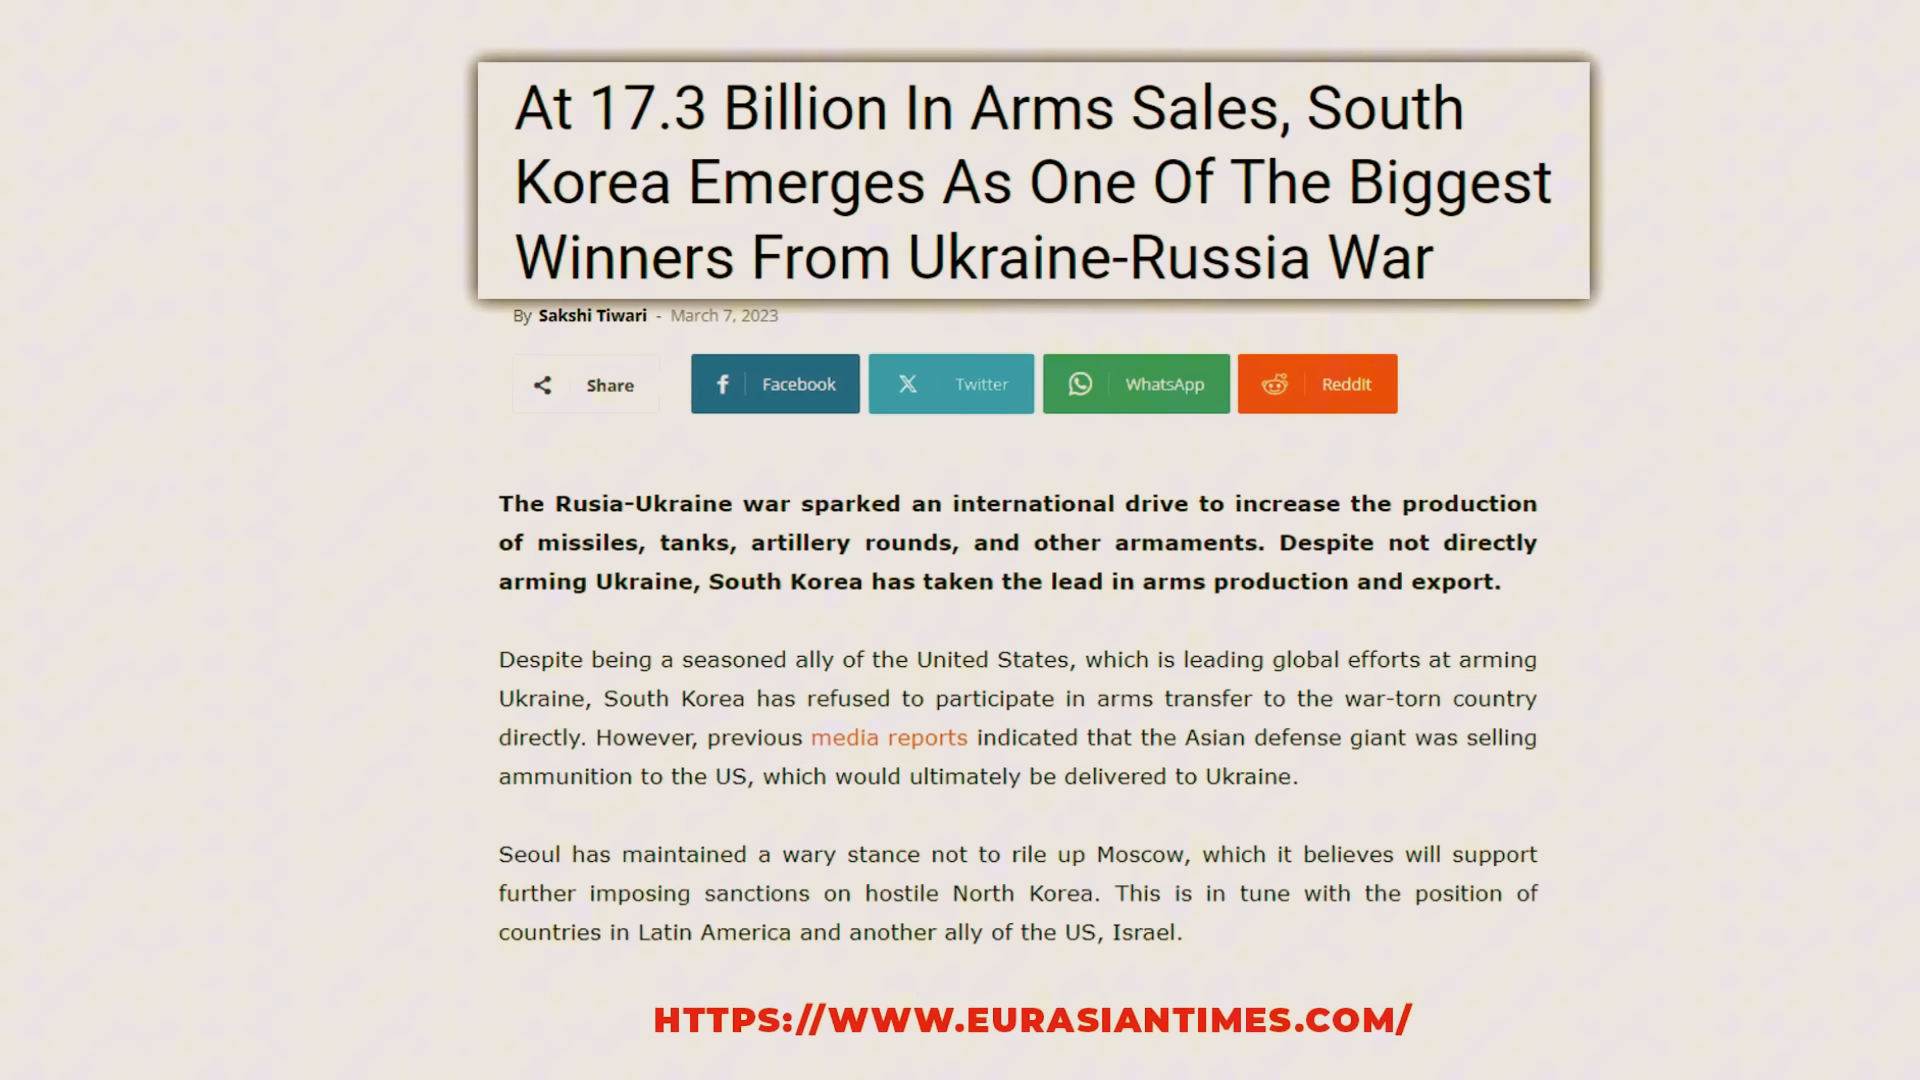 At 17.3 Billion In Arms Sales, South
Korea Emerges As One Of The Biggest
Winners From Ukraine-Russia War
By Sakshi Tiwari - March 7, 2023
Share
Facebook
Twitter
WhatsApp
ReddIt
The Rusia-Ukraine war sparked an international drive to increase the production
of missiles, tanks, artillery rounds, and other armaments. Despite not directly
arming Ukraine, South Korea has taken the lead in arms production and export.
Despite being a seasoned ally of the United States, which is leading global efforts at arming
Ukraine, South Korea has refused to participate in arms transfer to the war-torn country
directly. However, previous media reports indicated that the Asian defense giant was selling
ammunition to the US, which would ultimately be delivered to Ukraine.
Seoul has maintained a wary stance not to rile up Moscow, which it believes will support
further imposing sanctions on hostile North Korea. This is in tune with the position of
countries in Latin America and another ally of the US, Israel.
HTTPS://WWW.EURASIANTIMES.COM/